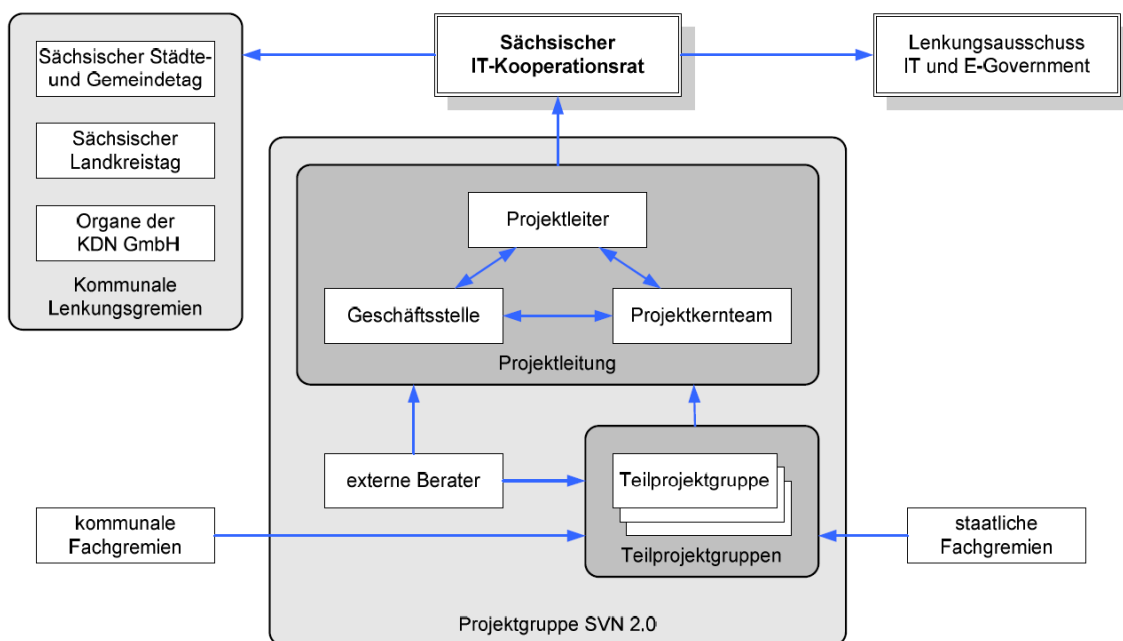 Sächsischer Städte-
und Gemeindetag
Sächsischer
Landkreistag
Organe der
KDN GmbH
Kommunale
Lenkungsgremien
Sächsischer
IT-Kooperationsrat
Lenkungsausschuss
IT und E-Government
Projektleiter
Geschäftsstelle
Projektkernteam
Projektleitung
externe Berater
Teilprojektgruppe
Teilprojektgruppen
kommunale
Fachgremien
staatliche
Fachgremien
Projektgruppe SVN 2.0